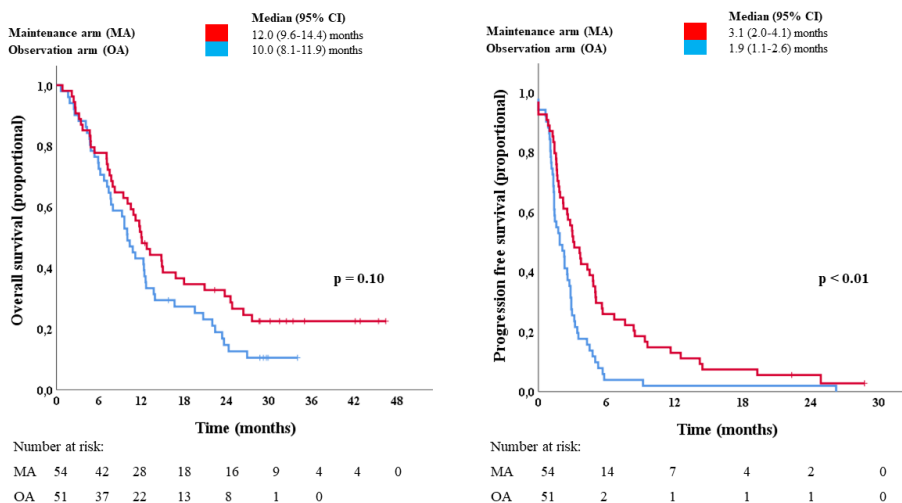 Median (95% CI)
Maintenance arm (MA) 12.0 (9.6-14.4) months
Observation arm (OA) 10.0 (8.1-11.9) months
Overall survival (proportional)
1,0
0,8
0,6
0,4
0,2
0,0
p = 0.10
0 6 12 18 24 30 36 42 48
Time (months)
Number at risk:
MA 54 42 28 18 16 9 4 4 0
OA 51 37 22 13 8 1 0
Median (95% CI)
Maintenance arm (MA) 3.1 (2.0-4.1) months
Observation arm (OA) 1.9 (1.1-2.6) months
Progression free survival (proportional)
1,0
0,8
0,6
0,4
0,2
0,0
p < 0.01
0 6 12 18 24 30
Time (months)
Number at risk:
MA 54 14 7 4 2 0
OA 51 2 1 1 1 0